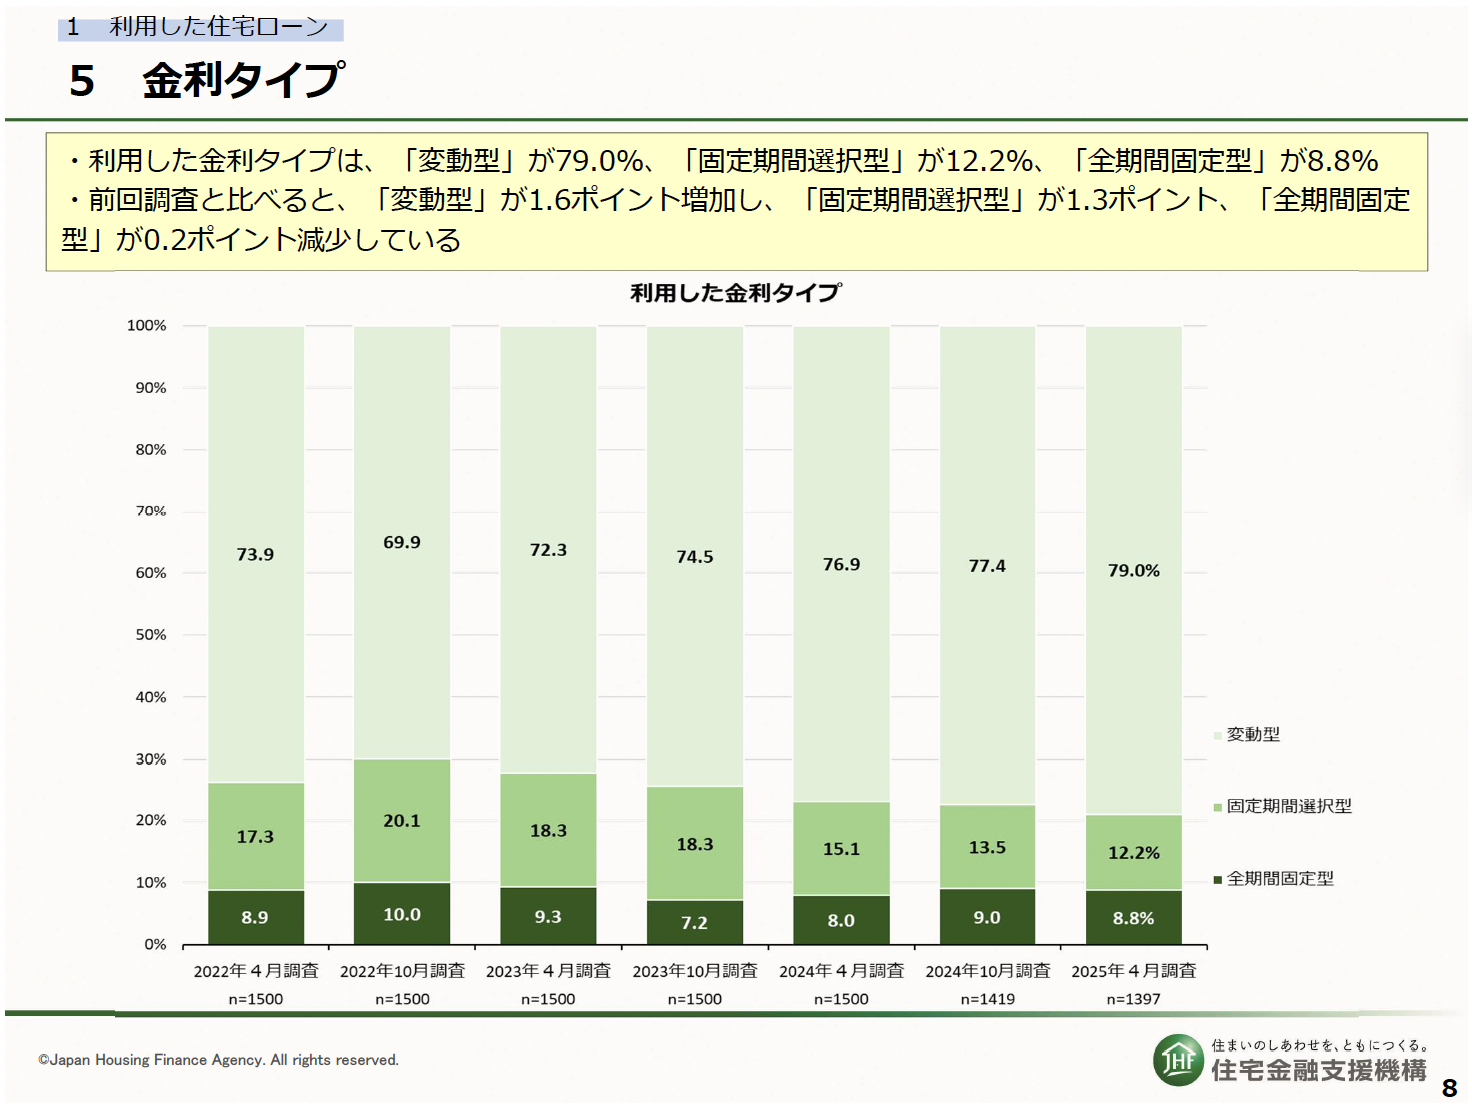 1　利用した住宅ローン
5　金利タイプ
・利用した金利タイプは、「変動型」が79.0%、「固定期間選択型」が12.2%、「全期間固定型」が8.8%
・前回調査と比べると、「変動型」が1.6ポイント増加し、「固定期間選択型」が1.3ポイント、「全期間固定
型」が0.2ポイント減少している
利用した金利タイプ
100%
90%
80%
70%
60%
50%
40%
30%
20%
10%
0%
73.9 69.9 72.3 74.5 76.9 77.4 79.0%
17.3 20.1 18.3 18.3 15.1 13.5 12.2%
8.9 10.0 9.3 7.2 8.0 9.0 8.8%
変動型
固定期間選択型
全期間固定型
2022年４月調査 2022年10月調査 2023年４月調査 2023年10月調査 2024年４月調査 2024年10月調査 2025年４月調査
n=1500 n=1500 n=1500 n=1500 n=1500 n=1419 n=1397
©Japan Housing Finance Agency. All rights reserved.
JHF
住まいのしあわせを、ともにつくる。
住宅金融支援機構
8